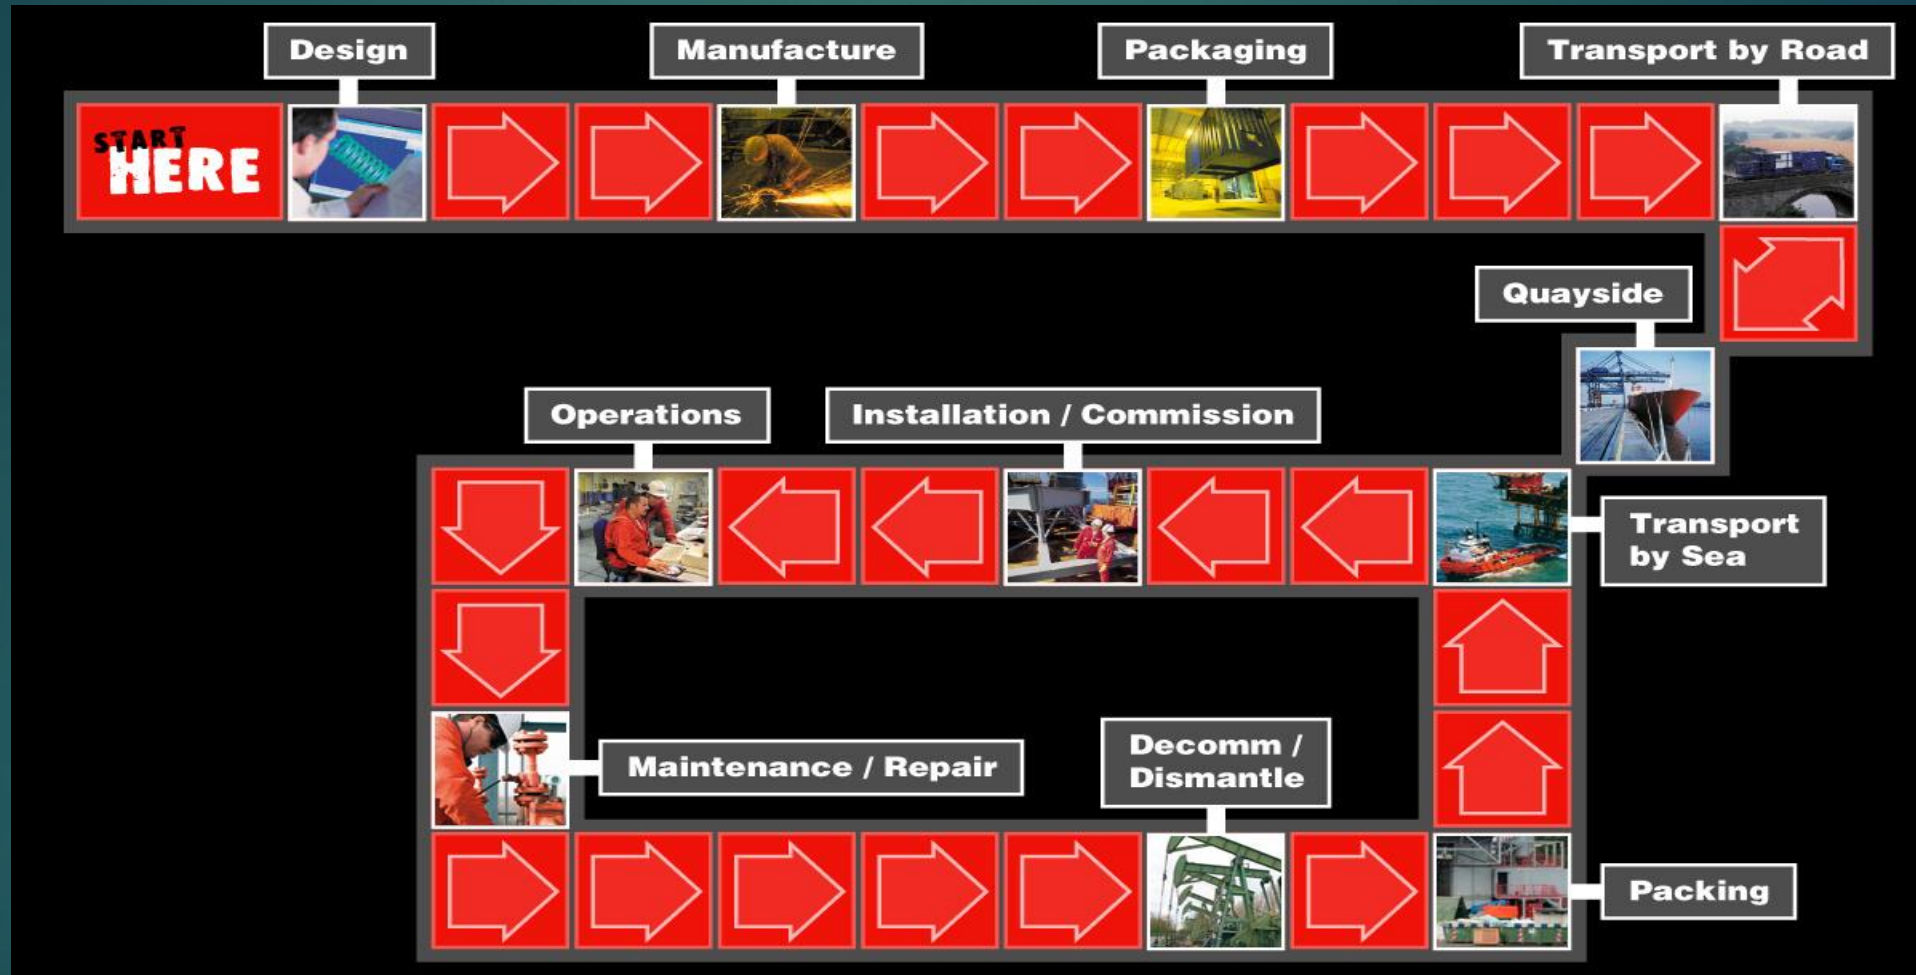 Design
Manufacture
Packaging
Transport by Road
START
HERE
Quayside
Operations
Installation / Commission
Transport
by Sea
Maintenance / Repair
Decomm /
Dismantle
Packing